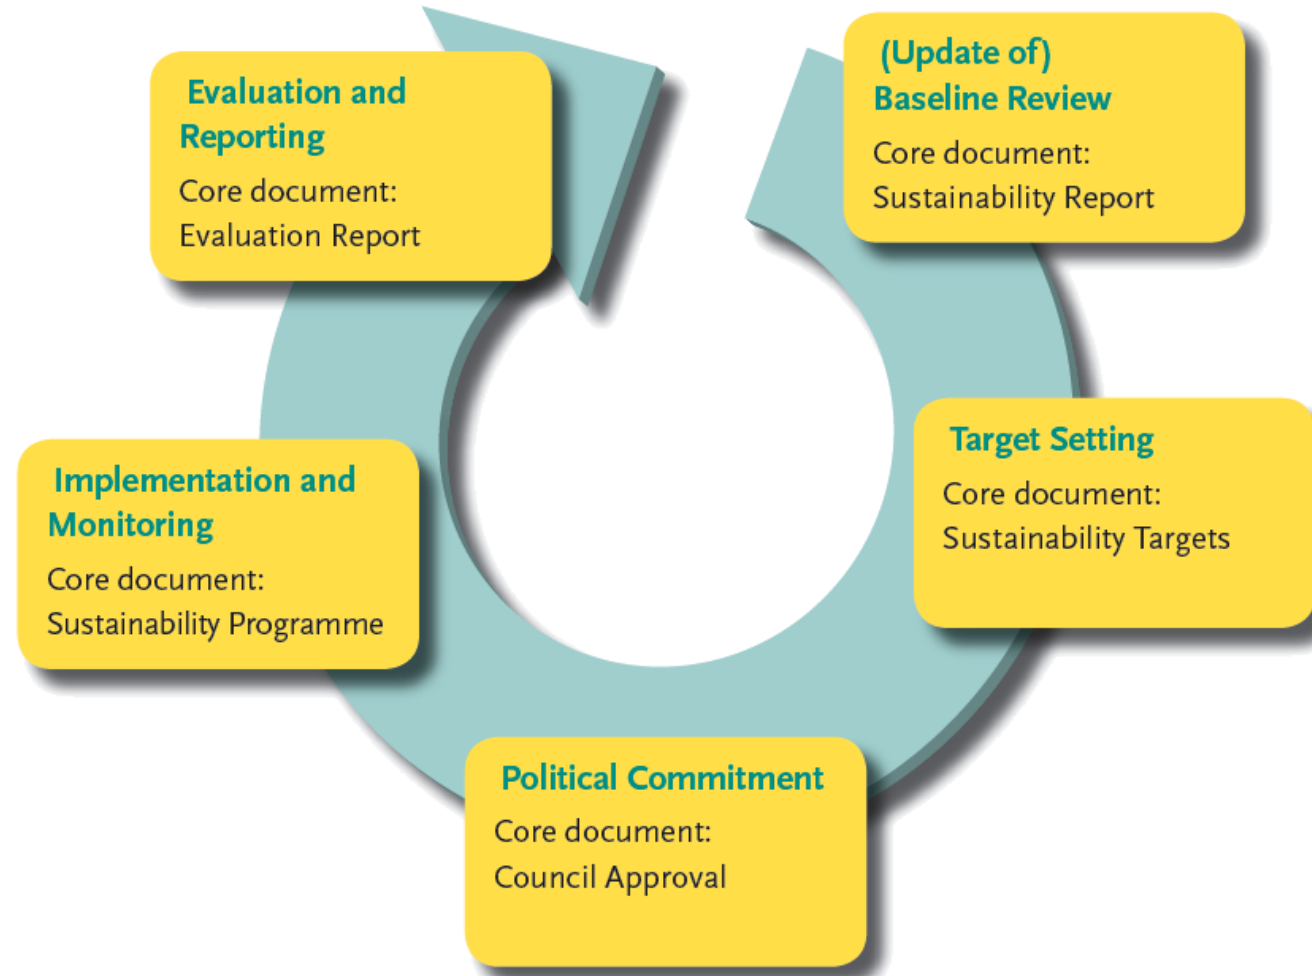 Evaluation and
Reporting
Core document:
Evaluation Report
(Update of)
Baseline Review
Core document:
Sustainability Report
Target Setting
Core document:
Sustainability Targets
Implementation and
Monitoring
Core document:
Sustainability Programme
Political Commitment
Core document:
Council Approval